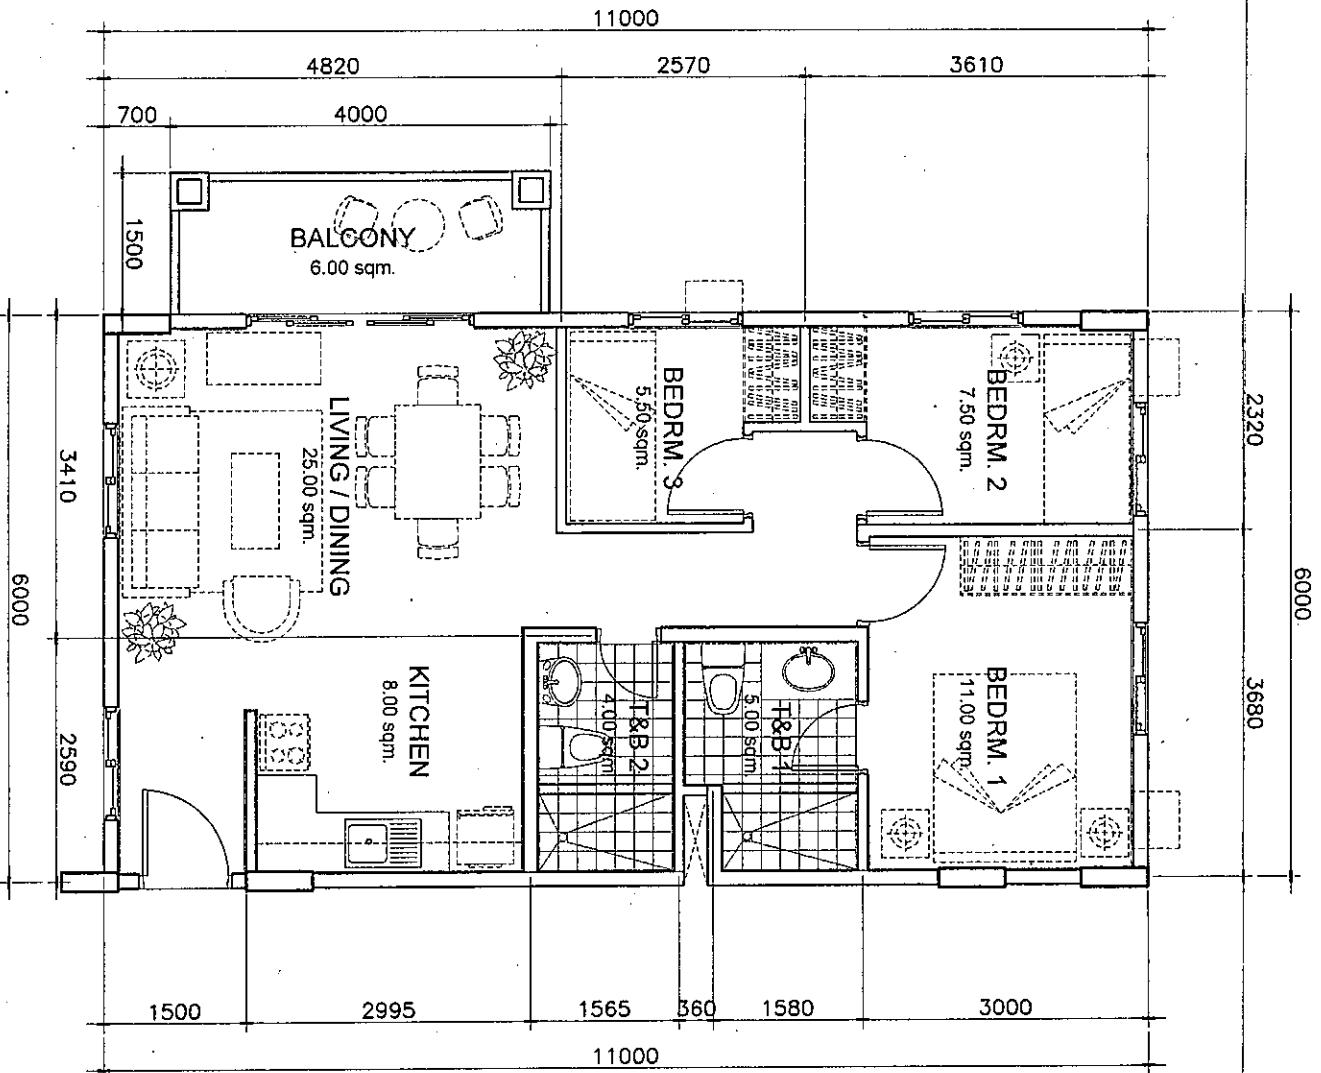 11000
4820
2570
3610
700
4000
1500
BALCONY
6.00 sqm.
BEDRM. 3
5.50 sqm.
BEDRM. 2
7.50 sqm.
LIVING / DINING
25.00 sqm.
2320
3410
6000
6000
3680
2590
KITCHEN
8.00 sqm.
T&B 2
4.00 sqm
T&B 1
5.00 sqm
BEDRM. 1
11.00 sqm.
1500
2995
1565
360
1580
3000
11000